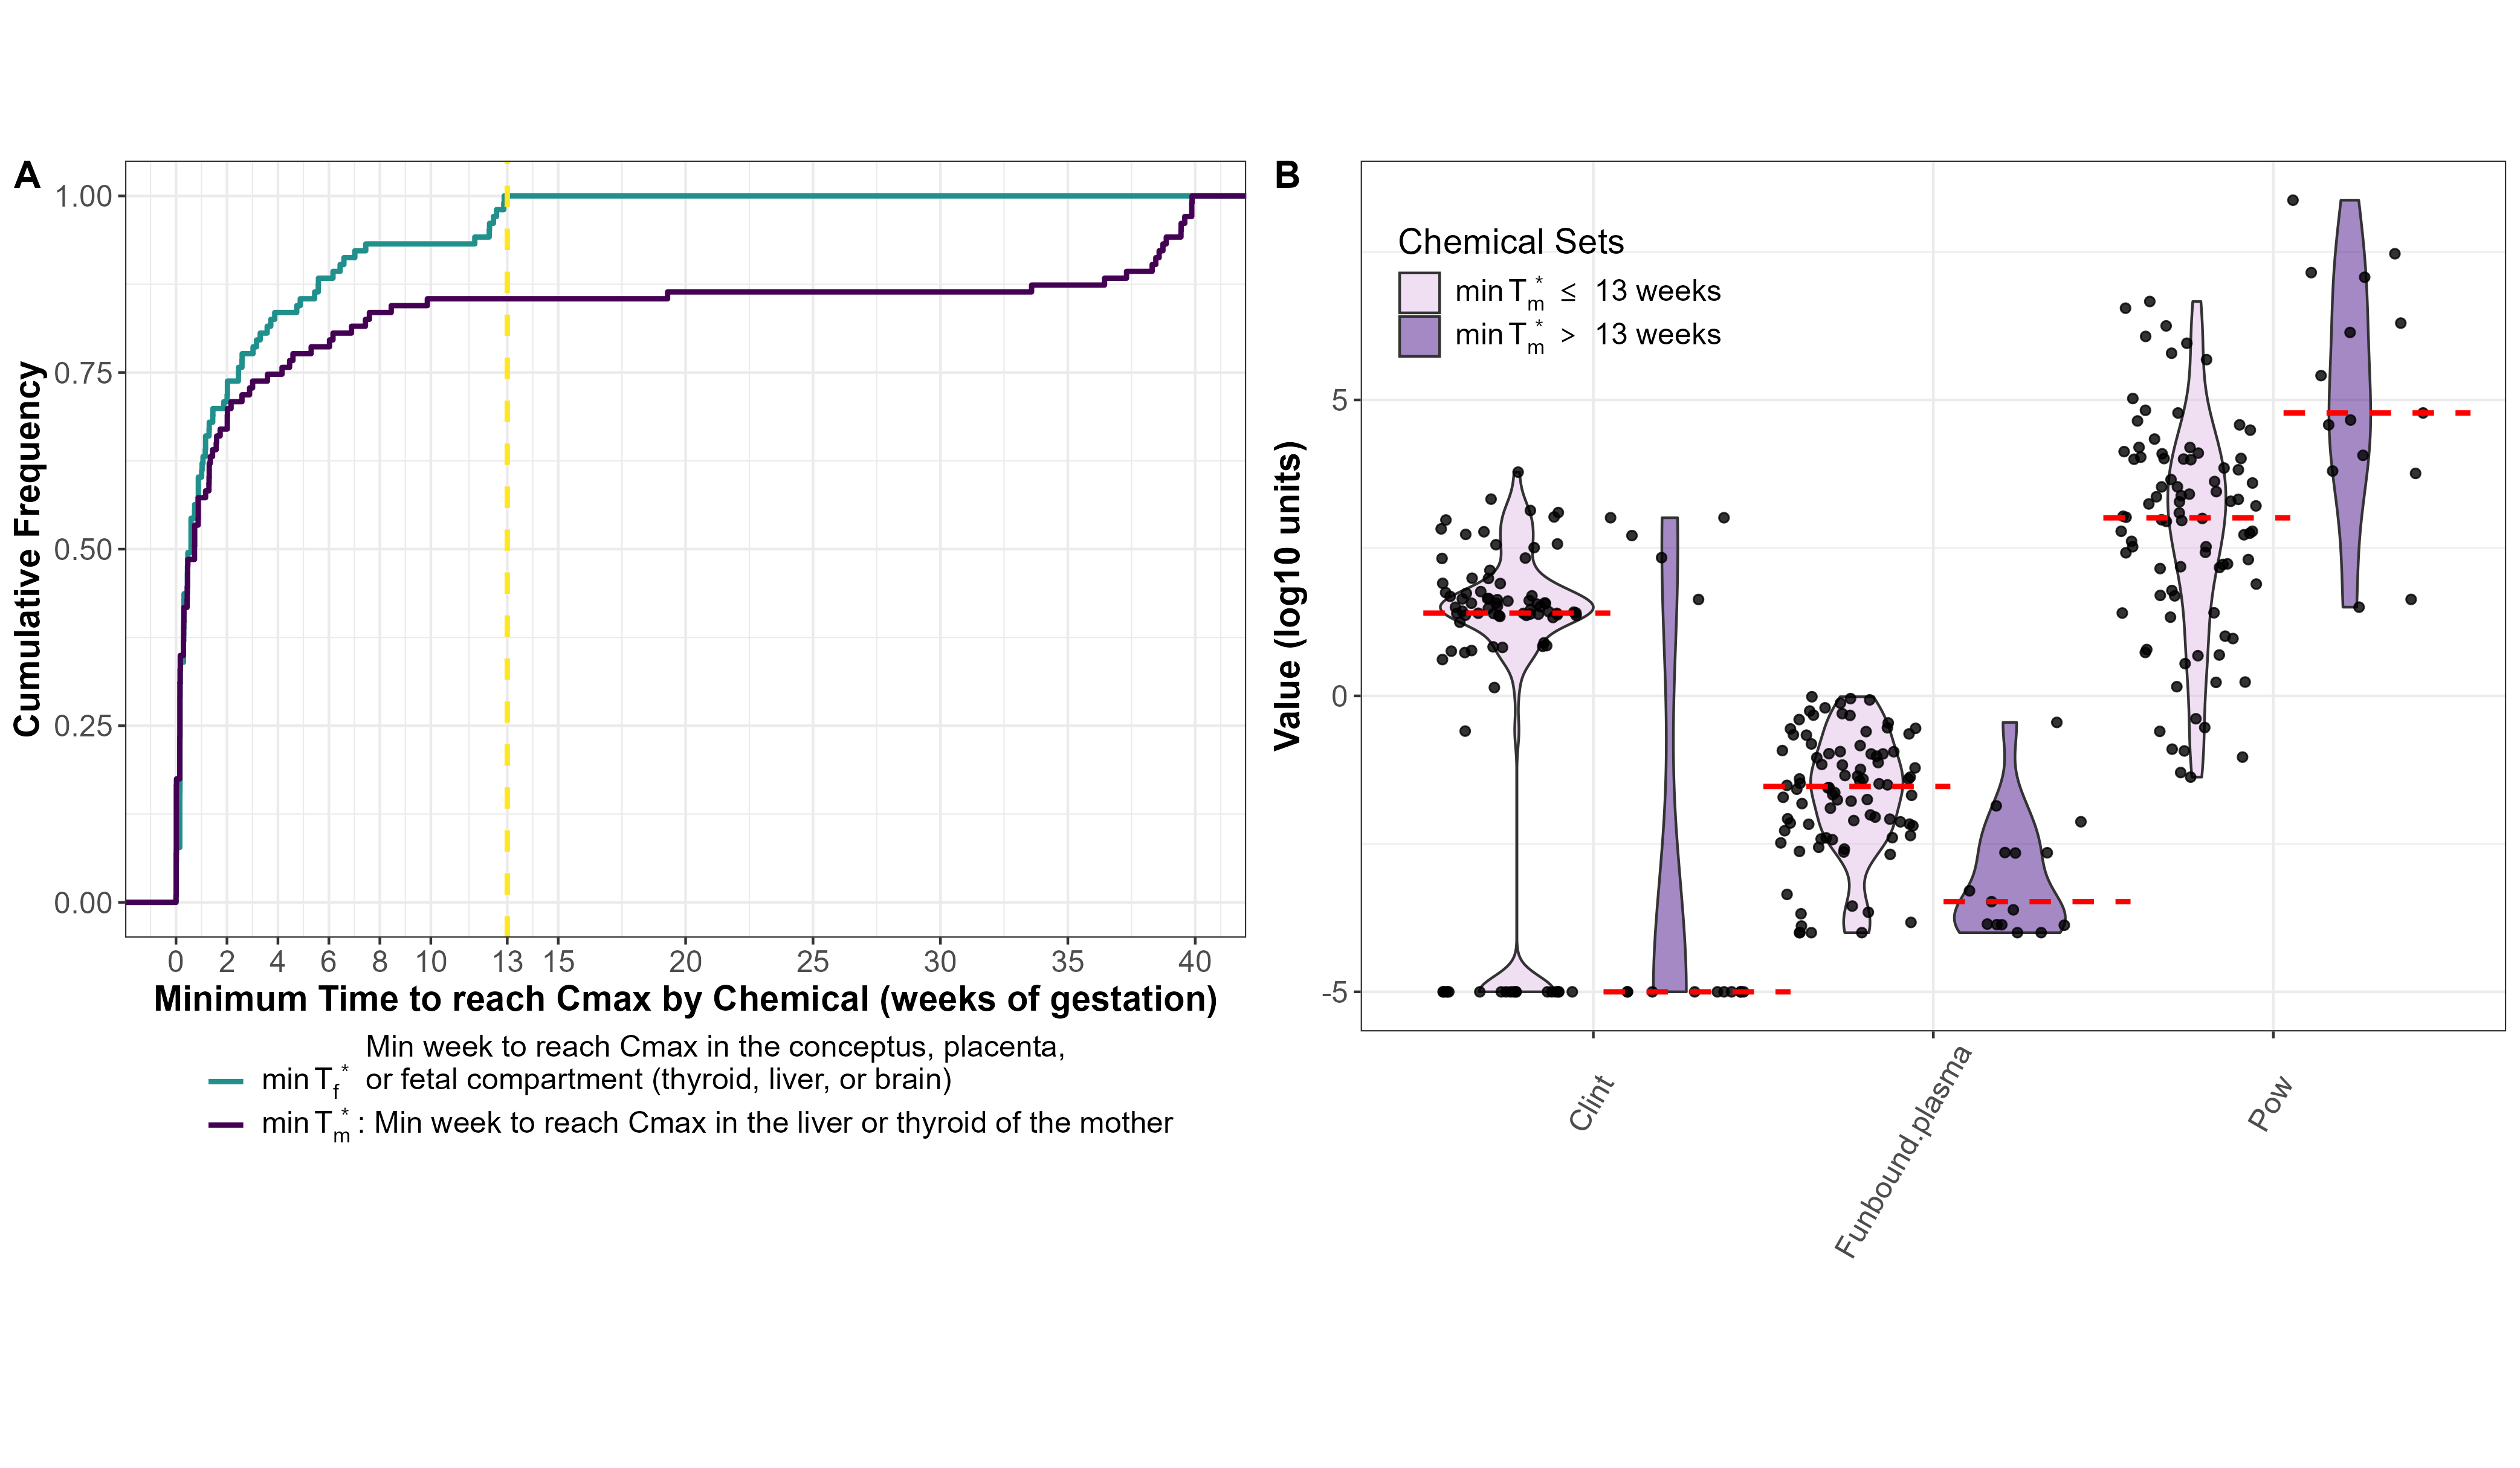 A
Cumulative Frequency
1.00
0.75
0.50
0.25
0.00
0 2 4 6 8 10 13 15 20 25 30 35 40
Minimum Time to reach Cmax by Chemical (weeks of gestation)
Min week to reach Cmax in the conceptus, placenta,
min T_f^* or fetal compartment (thyroid, liver, or brain)
min T_m^* : Min week to reach Cmax in the liver or thyroid of the mother
B
Value (log10 units)
5
0
-5
Chemical Sets
min T_m^* ≤ 13 weeks
min T_m^* > 13 weeks
Clint
Funbound.plasma
Pow